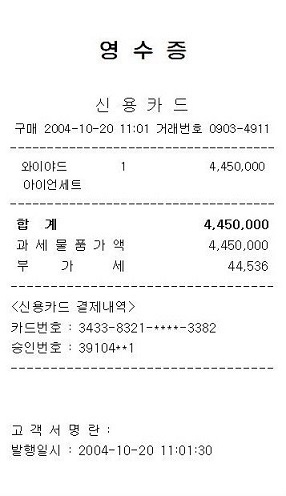 영 수 증
신 용 카 드
구매 2004-10-20 11:01 거래번호 0903-4911
와이야드 1 4,450,000
아이언세트
합 계 4,450,000
과 세 물 품 가 액 4,450,000
부 가 세 44,536
<신용카드 결제내역>
카드번호 : 3433-8321-****-3382
승인번호 : 39104**1
고 객 서 명 란 :
발행일시 : 2004-10-20 11:01:30